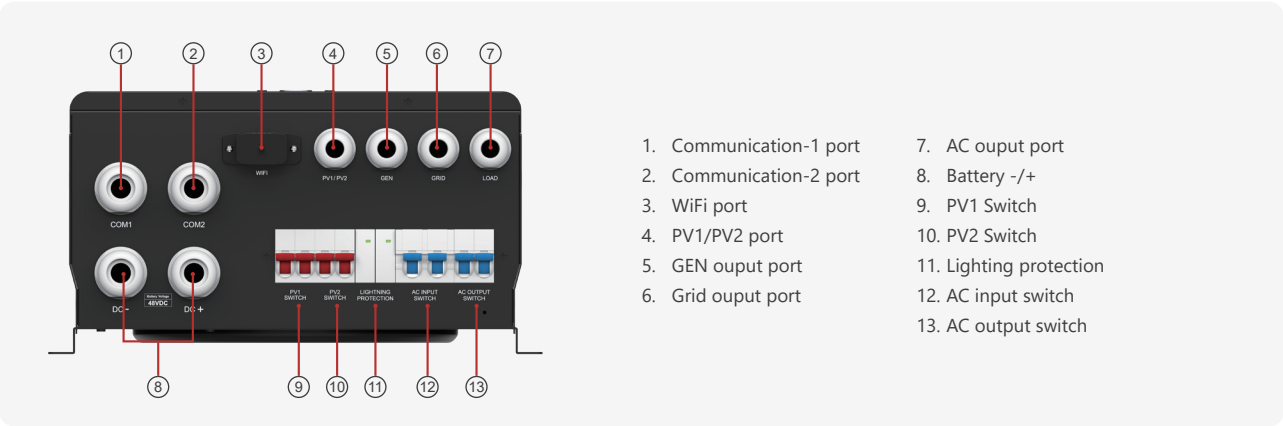 1 2 3 4 5 6 7
WIFI
PV1/ PV2
GEN
GRID
LOAD
COM1
COM2
DC-
Battery Voltage
48VDC
DC +
PV1
SWITCH
PV2
SWITCH
LIGHTNING
PROTECTION
AC INPUT
SWITCH
AC OUTPUT
SWITCH
8 9 10 11 12 13
1. Communication-1 port
2. Communication-2 port
3. WiFi port
4. PV1/PV2 port
5. GEN ouput port
6. Grid ouput port
7. AC ouput port
8. Battery -/+
9. PV1 Switch
10. PV2 Switch
11. Lighting protection
12. AC input switch
13. AC output switch